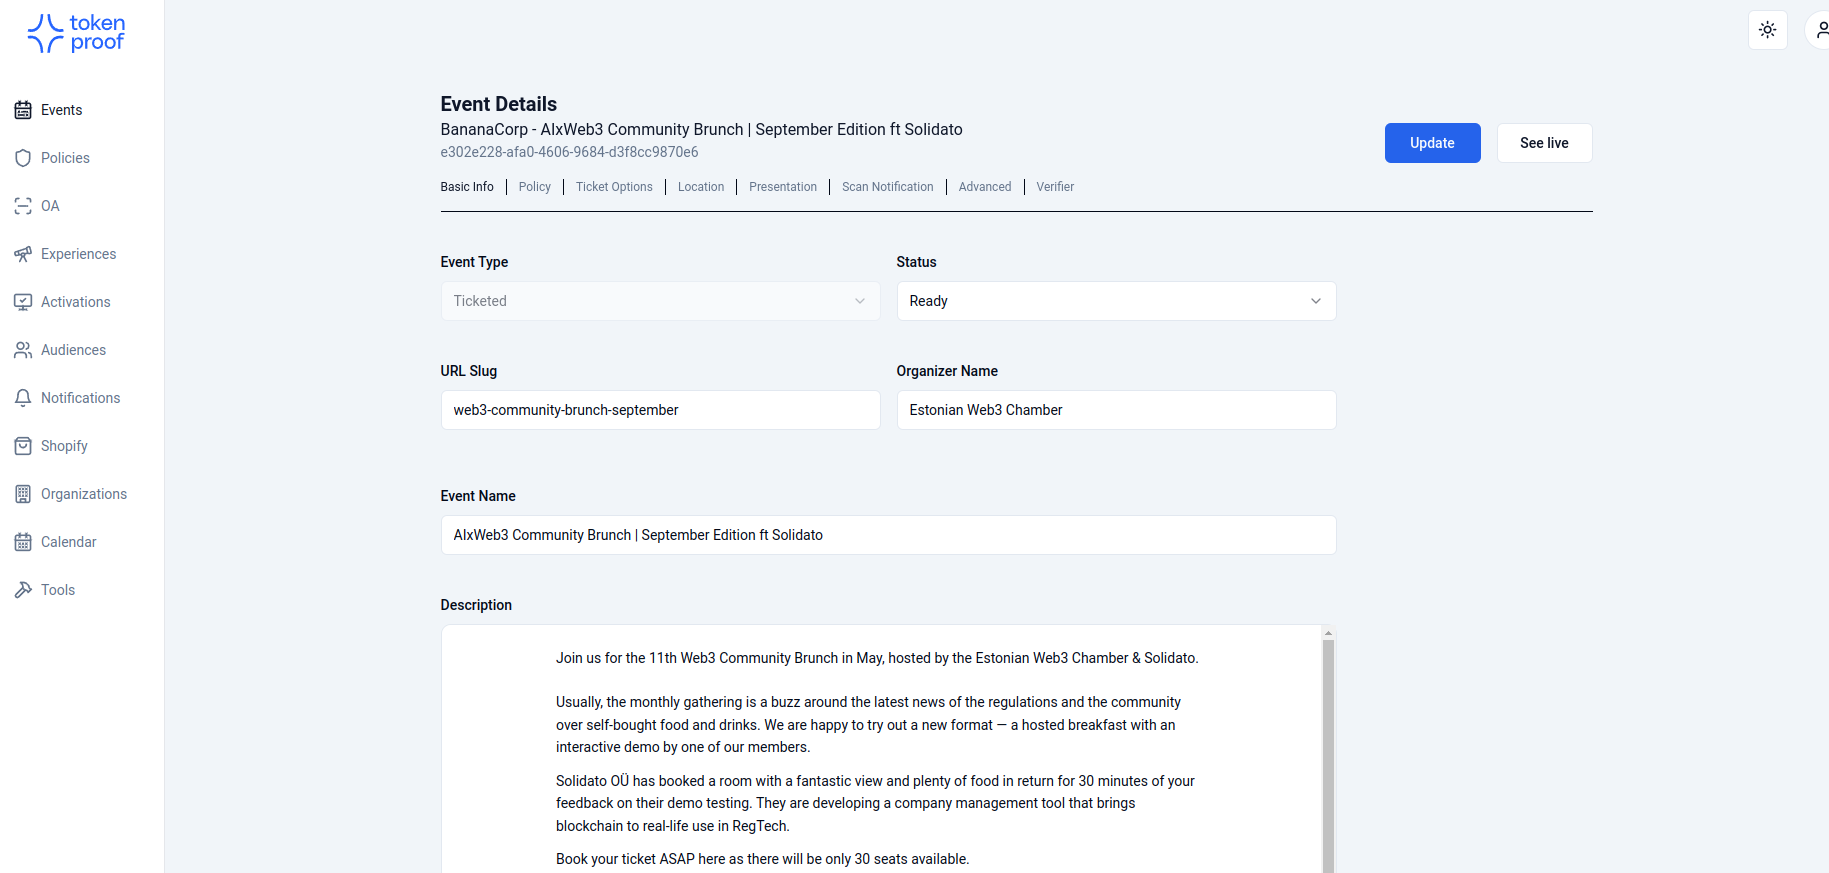 token
proof
Events
Policies
OA
Experiences
Activations
Audiences
Notifications
Shopify
Organizations
Calendar
Tools
Event Details
BananaCorp - AIxWeb3 Community Brunch | September Edition ft Solidato
e302e228-afa0-4606-9684-d3f8cc9870e6
Update
See live
Basic Info | Policy | Ticket Options | Location | Presentation | Scan Notification | Advanced | Verifier
Event Type
Status
Ticketed
Ready
URL Slug
Organizer Name
web3-community-brunch-september
Estonian Web3 Chamber
Event Name
AIxWeb3 Community Brunch | September Edition ft Solidato
Description
Join us for the 11th Web3 Community Brunch in May, hosted by the Estonian Web3 Chamber & Solidato.
Usually, the monthly gathering is a buzz around the latest news of the regulations and the community
over self-bought food and drinks. We are happy to try out a new format — a hosted breakfast with an
interactive demo by one of our members.
Solidato OÜ has booked a room with a fantastic view and plenty of food in return for 30 minutes of your
feedback on their demo testing. They are developing a company management tool that brings
blockchain to real-life use in RegTech.
Book your ticket ASAP here as there will be only 30 seats available.